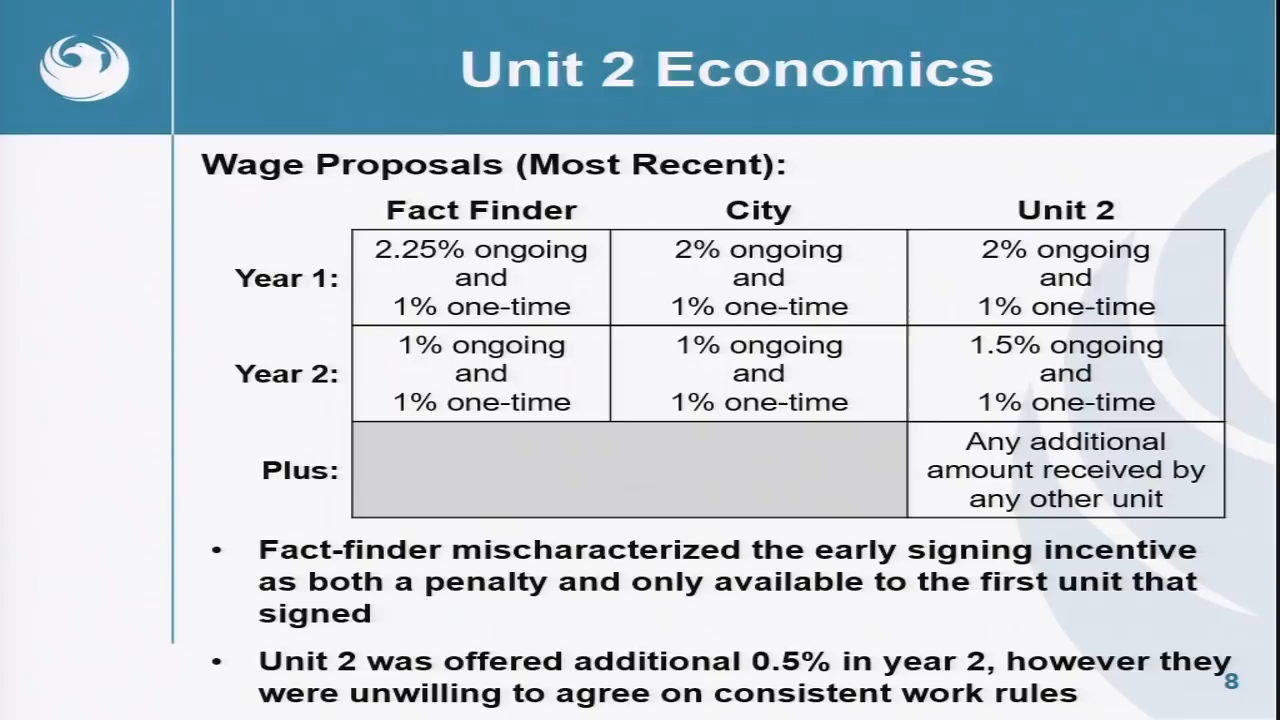 Unit 2 Economics
Wage Proposals (Most Recent):
Fact Finder City Unit 2
Year 1:
2.25% ongoing
and
1% one-time
2% ongoing
and
1% one-time
2% ongoing
and
1% one-time
Year 2:
1% ongoing
and
1% one-time
1% ongoing
and
1% one-time
1.5% ongoing
and
1% one-time
Plus:
Any additional
amount received by
any other unit
• Fact-finder mischaracterized the early signing incentive
as both a penalty and only available to the first unit that
signed
• Unit 2 was offered additional 0.5% in year 2, however they
were unwilling to agree on consistent work rules
8